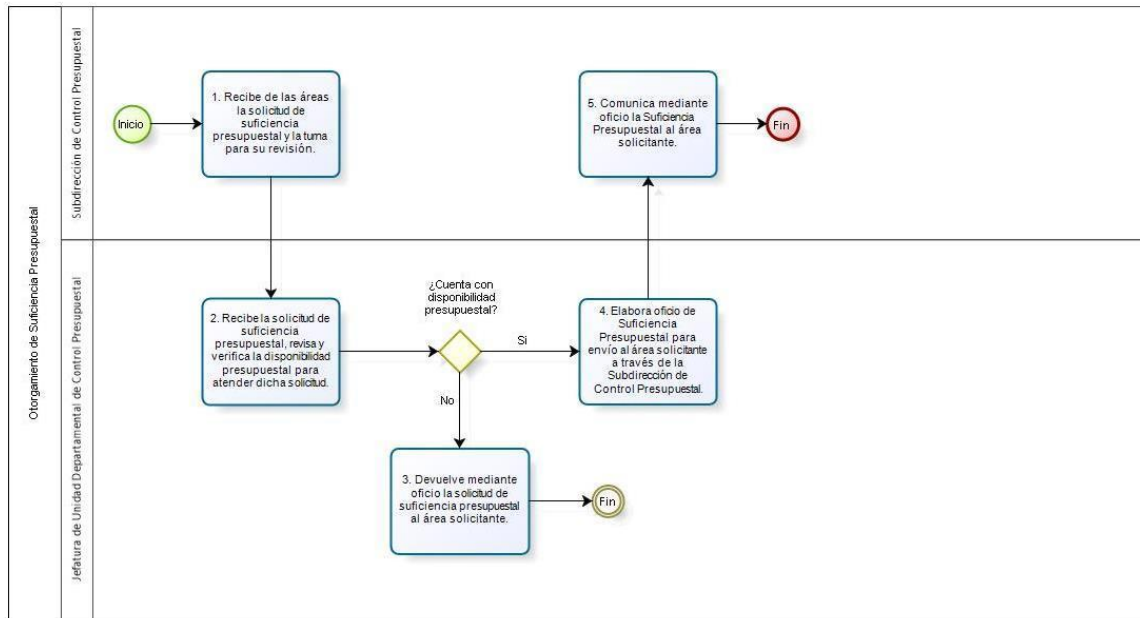 Otorgamiento de Suficiencia Presupuestal
Subdirección de Control Presupuestal
Inicio
1. Recibe de las áreas
la solicitud de
suficiencia
presupuestal y la turna
para su revisión.
5. Comunica mediante
oficio la Suficiencia
Presupuestal al área
solicitante.
Fin
Jefatura de Unidad Departamental de Control Presupuestal
2. Recibe la solicitud de
suficiencia
presupuestal, revisa y
verifica la disponibilidad
presupuestal para
atender dicha solicitud.
¿Cuenta con
disponibilidad
presupuestal?
Si
No
4. Elabora oficio de
Suficiencia
Presupuestal para
envío al área solicitante
a través de la
Subdirección de
Control Presupuestal.
3. Devuelve mediante
oficio la solicitud de
suficiencia presupuestal
al área solicitante.
Fin